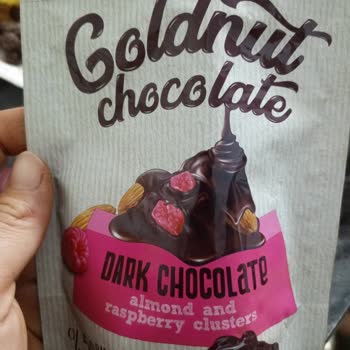 Goldnut
chocolate
DARK CHOCOLATE
almond and
raspberry clusters